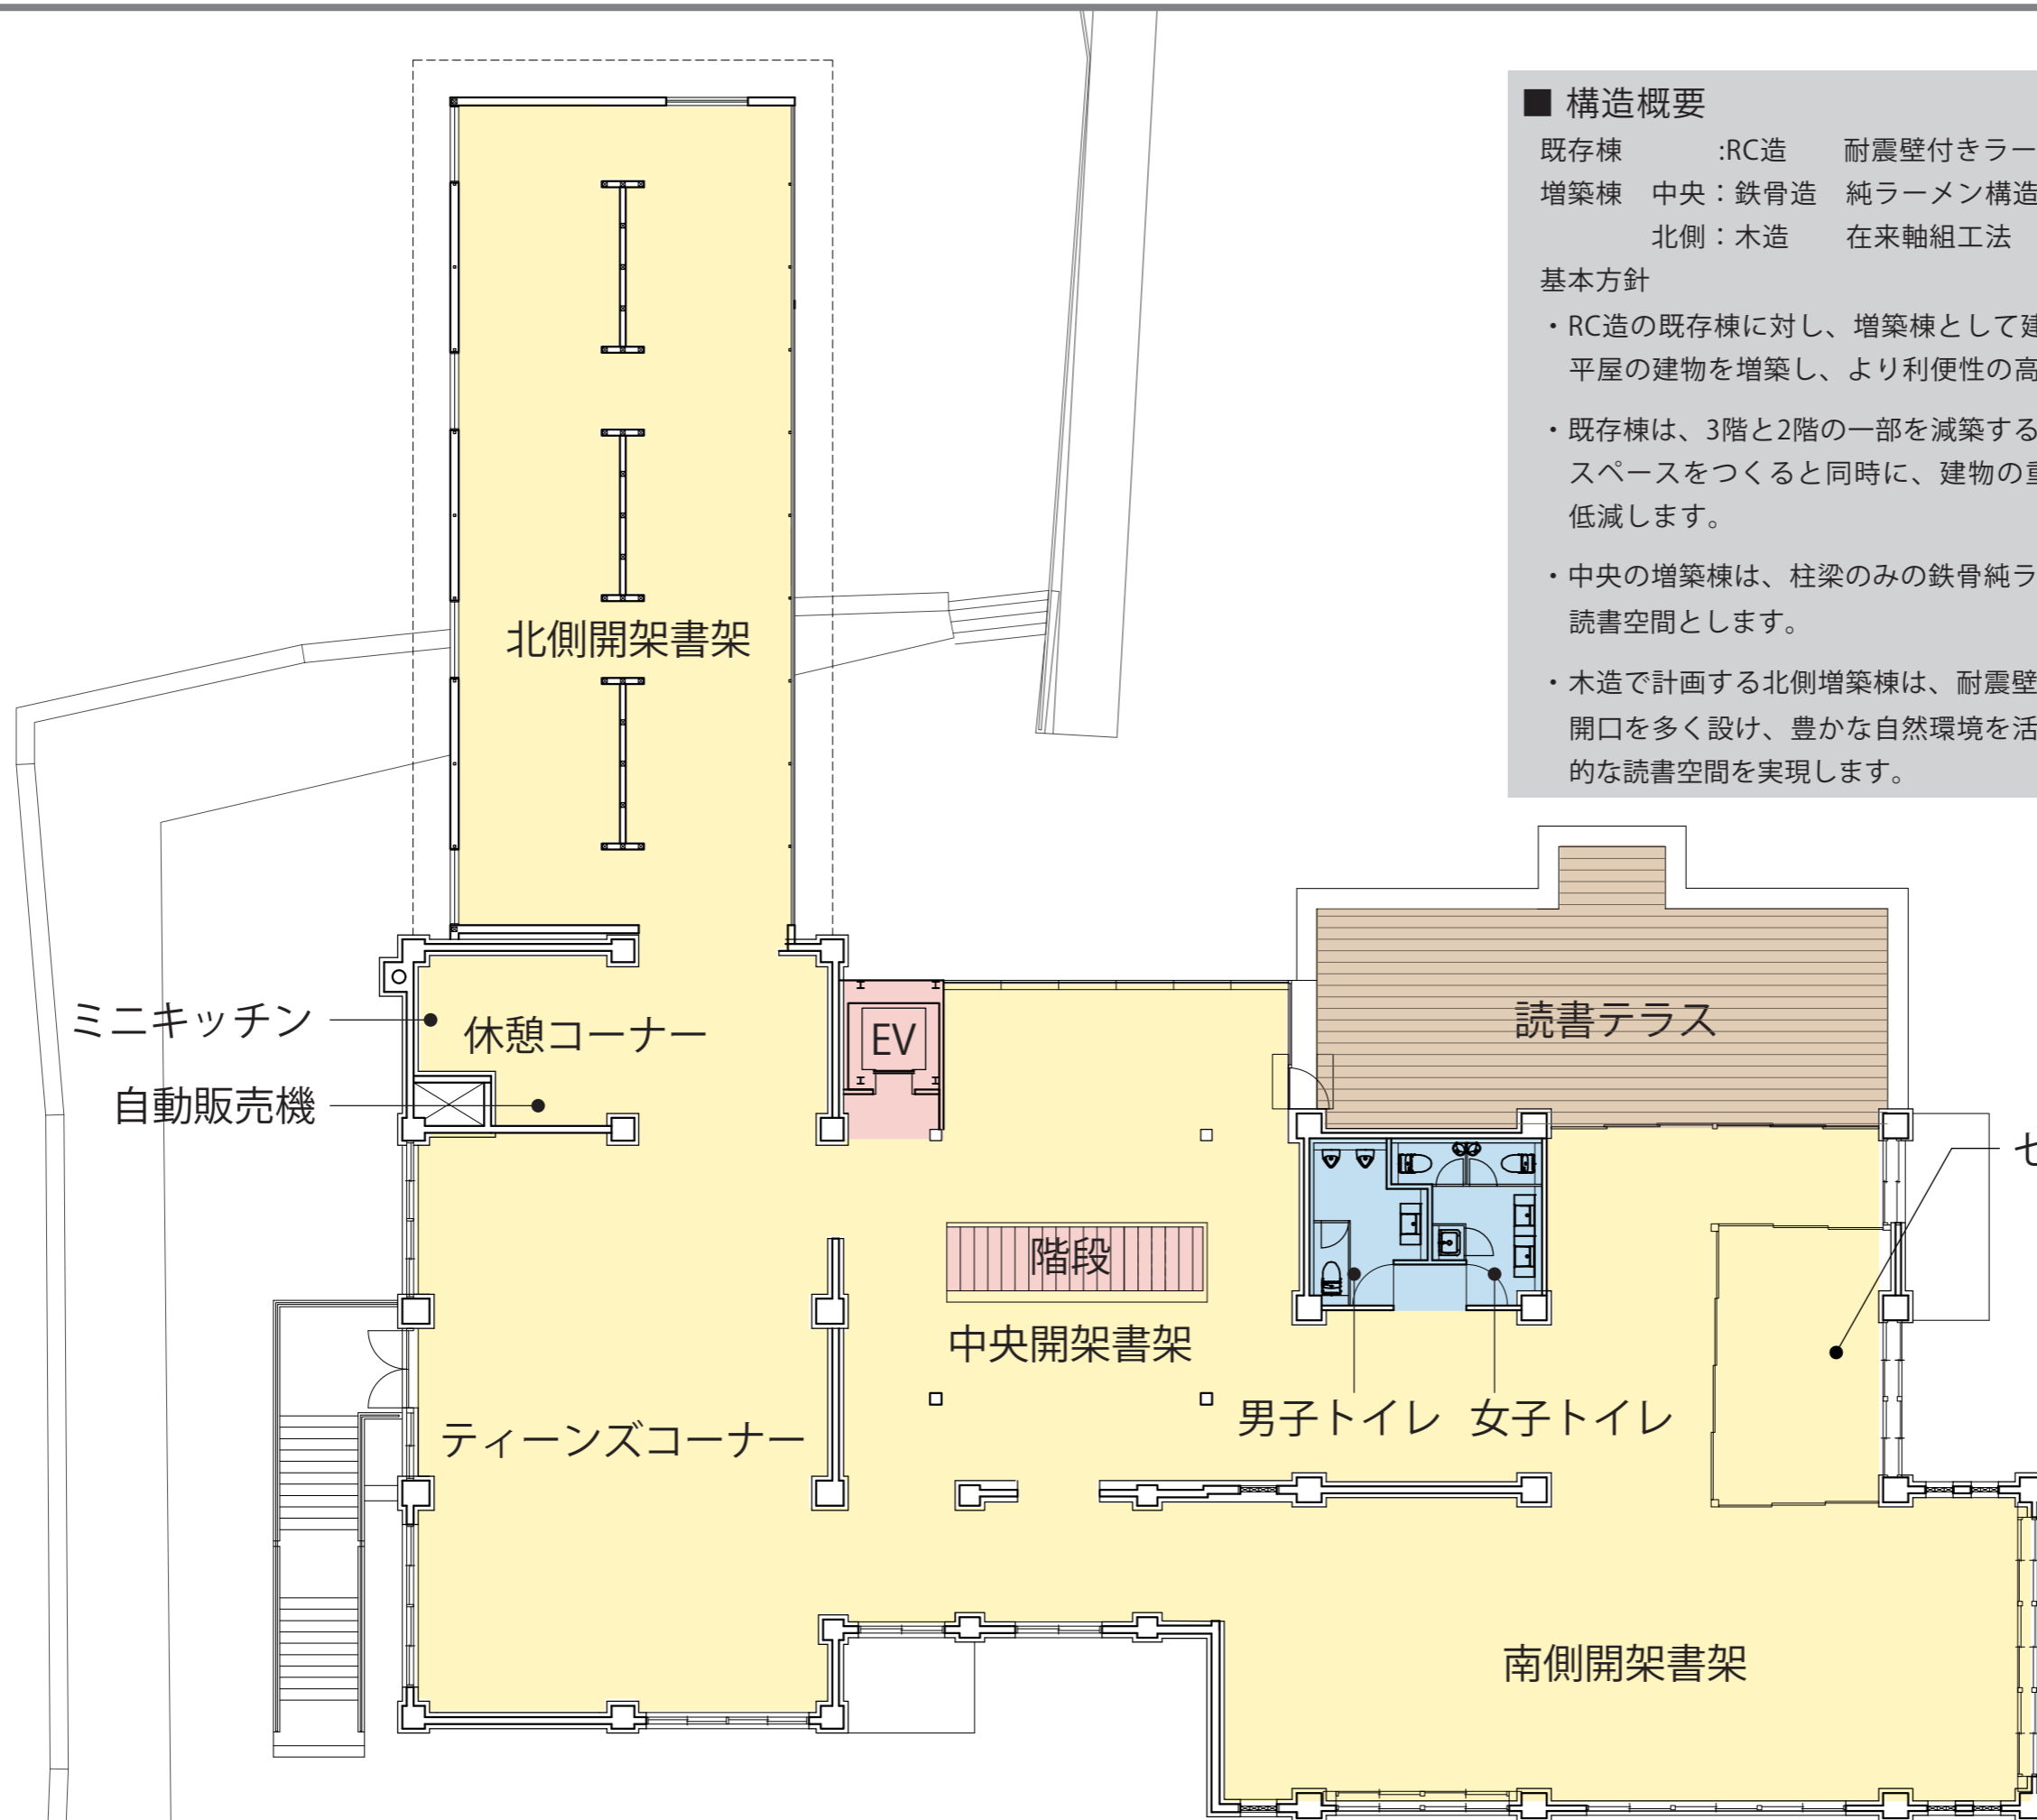 ■ 構造概要
既存棟 :RC造 耐震壁付きラー
増築棟 中央：鉄骨造 純ラーメン構造
北側：木造 在来軸組工法
基本方針
・RC造の既存棟に対し、増築棟として建
平屋の建物を増築し、より利便性の高
・既存棟は、3階と2階の一部を減築する
スペースをつくると同時に、建物の重
低減します。
・中央の増築棟は、柱梁のみの鉄骨純ラ
読書空間とします。
・木造で計画する北側増築棟は、耐震壁
開口を多く設け、豊かな自然環境を活
的な読書空間を実現します。
北側開架書架
ミニキッチン
休憩コーナー
EV
読書テラス
自動販売機
セ
階段
中央開架書架
男子トイレ 女子トイレ
ティーンズコーナー
南側開架書架